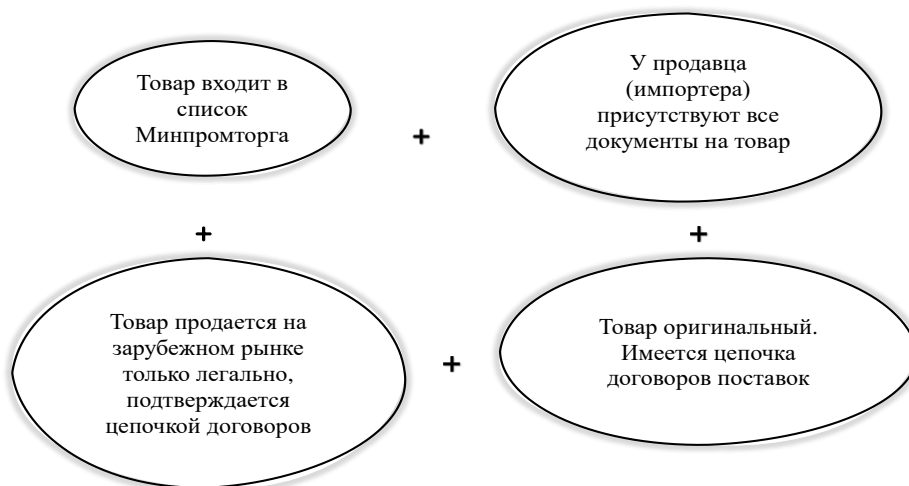 Товар входит в
список
Минпромторга
+
У продавца
(импортера)
присутствуют все
документы на товар
+
+
Товар продается на
зарубежном рынке
только легально,
подтверждается
цепочкой договоров
+
Товар оригинальный.
Имеется цепочка
договоров поставок